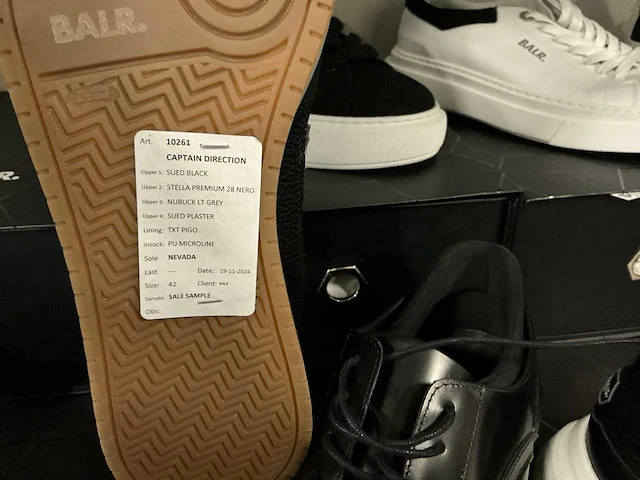 BALR.
BALR.
R.
Art. 10261
CAPTAIN DIRECTION
Upper 1: SUED BLACK
Upper 2: STELLA PREMIUM 28 NERO
Upper 3: NUBUCK LT GREY
Upper 4: SUED PLASTER
Lining: TXT PIGO
Insock: PU MICROLINE
Sole NEVADA
Last --- Date: 19-11-2024
Size: 42 Client: BALR
Sample: SALE SAMPLE
Obs: